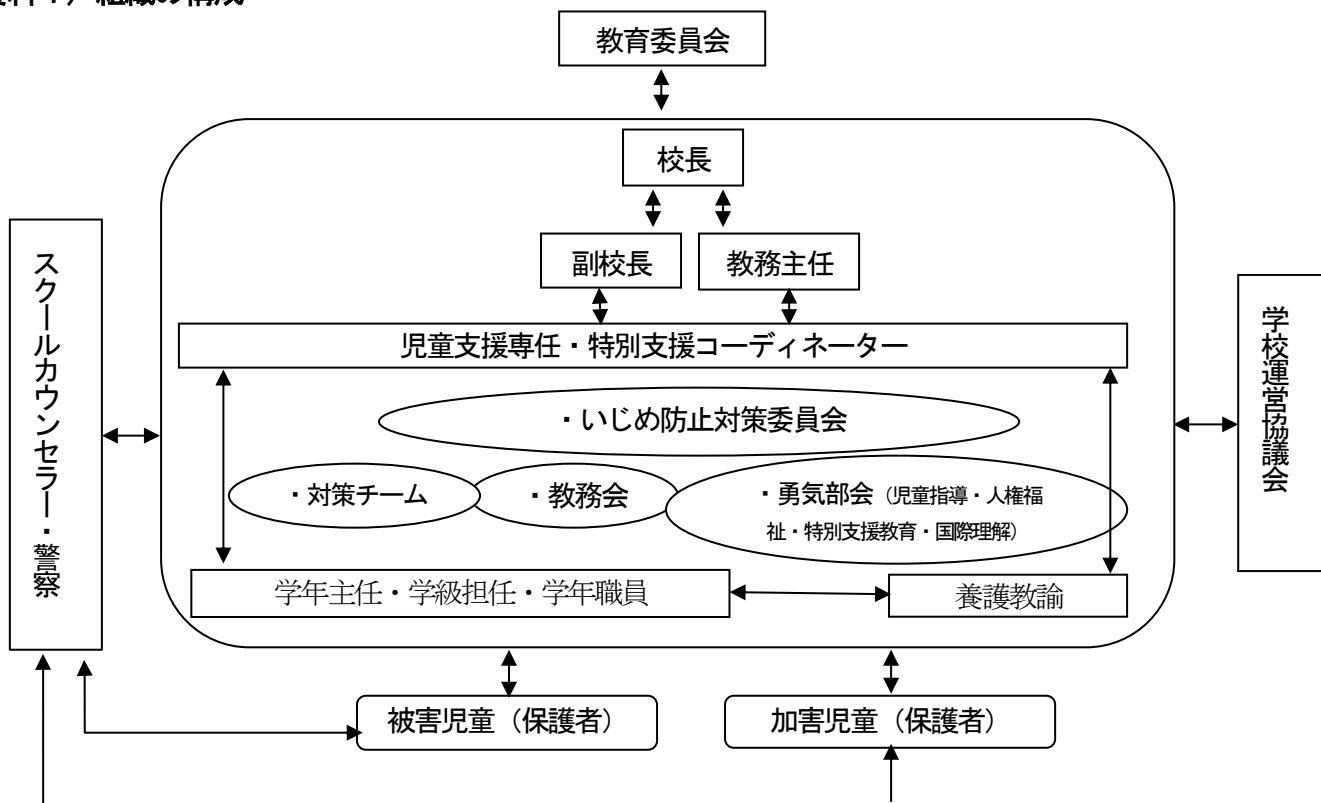 組織の構成
教育委員会
校長
副校長
教務主任
児童支援専任・特別支援コーディネーター
・いじめ防止対策委員会
・対策チーム
・教務会
・勇気部会（児童指導・人権福
祉・特別支援教育・国際理解）
学年主任・学級担任・学年職員
養護教諭
スクールカウンセラー・警察
学校運営協議会
被害児童（保護者）
加害児童（保護者）